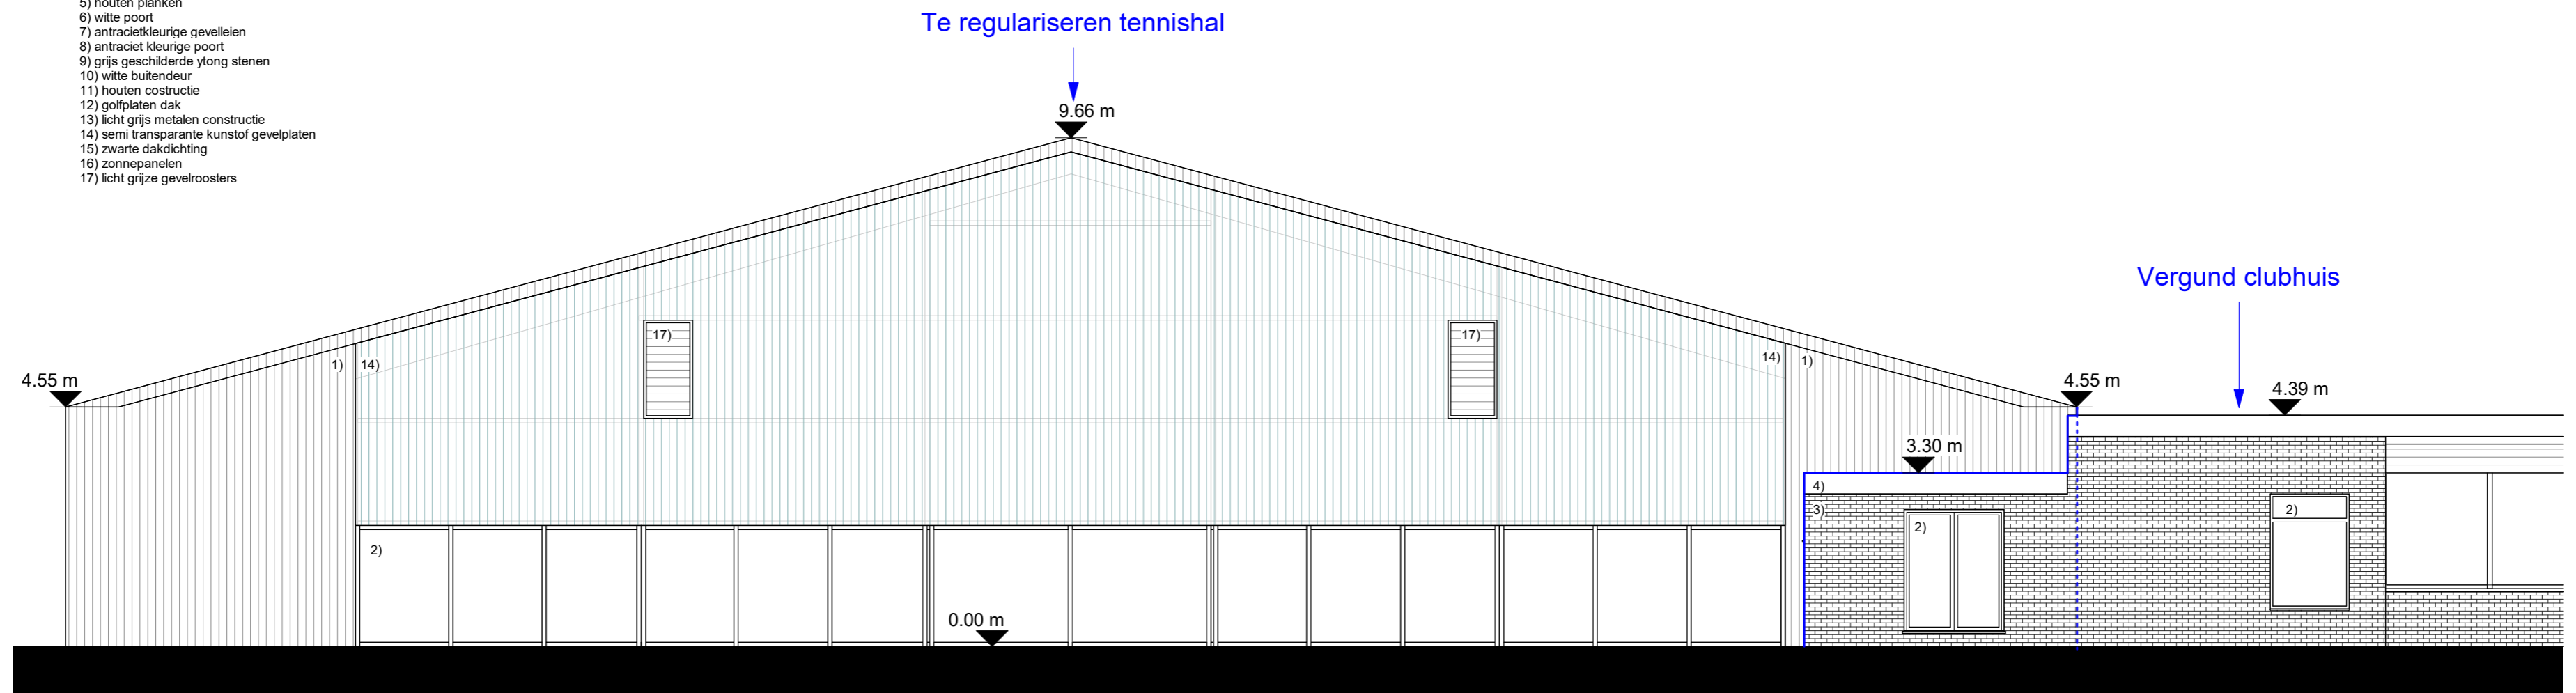 5) houten planken
6) witte poort
7) antracietkleurige gevelleien
8) antraciet kleurige poort
9) grijs geschilderde ytong stenen
10) witte buitendeur
11) houten costructie
12) golfplaten dak
13) licht grijs metalen constructie
14) semi transparante kunstof gevelplaten
15) zwarte dakdichting
16) zonnepanelen
17) licht grijze gevelroosters
Te regulariseren tennishal
9.66 m
Vergund clubhuis
17)
17)
1)
14)
14)
1)
4.55 m
4.55 m
4.39 m
3.30 m
4)
3)
2)
2)
2)
0.00 m